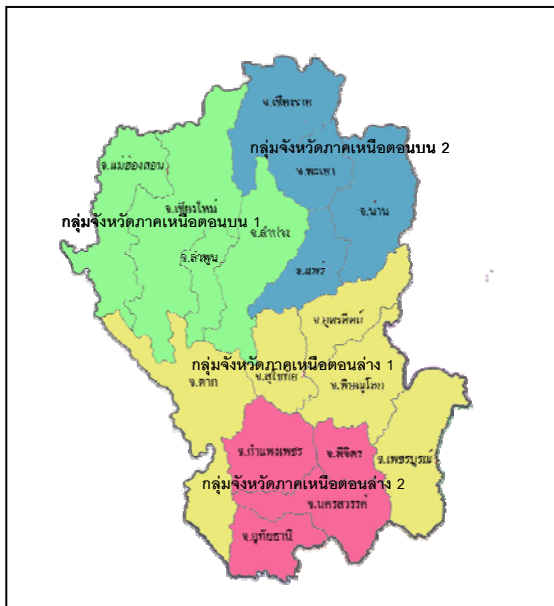 จ.เชียงราย
กลุ่มจังหวัดภาคเหนือตอนบน 2
จ.แม่ฮ่องสอน
จ.พะเยา
จ.เชียงใหม่
จ.น่าน
กลุ่มจังหวัดภาคเหนือตอนบน 1
จ.ลำปาง
จ.ลำพูน
จ.แพร่
จ.อุตรดิตถ์
กลุ่มจังหวัดภาคเหนือตอนล่าง 1
จ.ตาก
จ.สุโขทัย
จ.พิษณุโลก
จ.กำแพงเพชร
จ.พิจิตร
จ.เพชรบูรณ์
กลุ่มจังหวัดภาคเหนือตอนล่าง 2
จ.นครสวรรค์
จ.อุทัยธานี